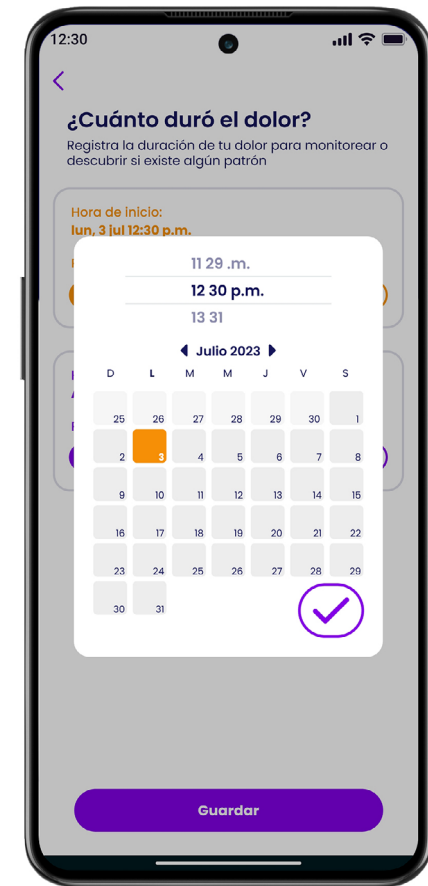 12:30
¿Cuánto duró el dolor?
Registra la duración de tu dolor para monitorear o
descubrir si existe algún patrón
Hora de inicio:
lun, 3 jul 12:30 p.m.
11 29 .m.
12 30 p.m.
13 31
Julio 2023
D L M M J V S
25 26 27 28 29 30 1
2 3 4 5 6 7 8
9 10 11 12 13 14 15
16 17 18 19 20 21 22
23 24 25 26 27 28 29
30 31
Guardar